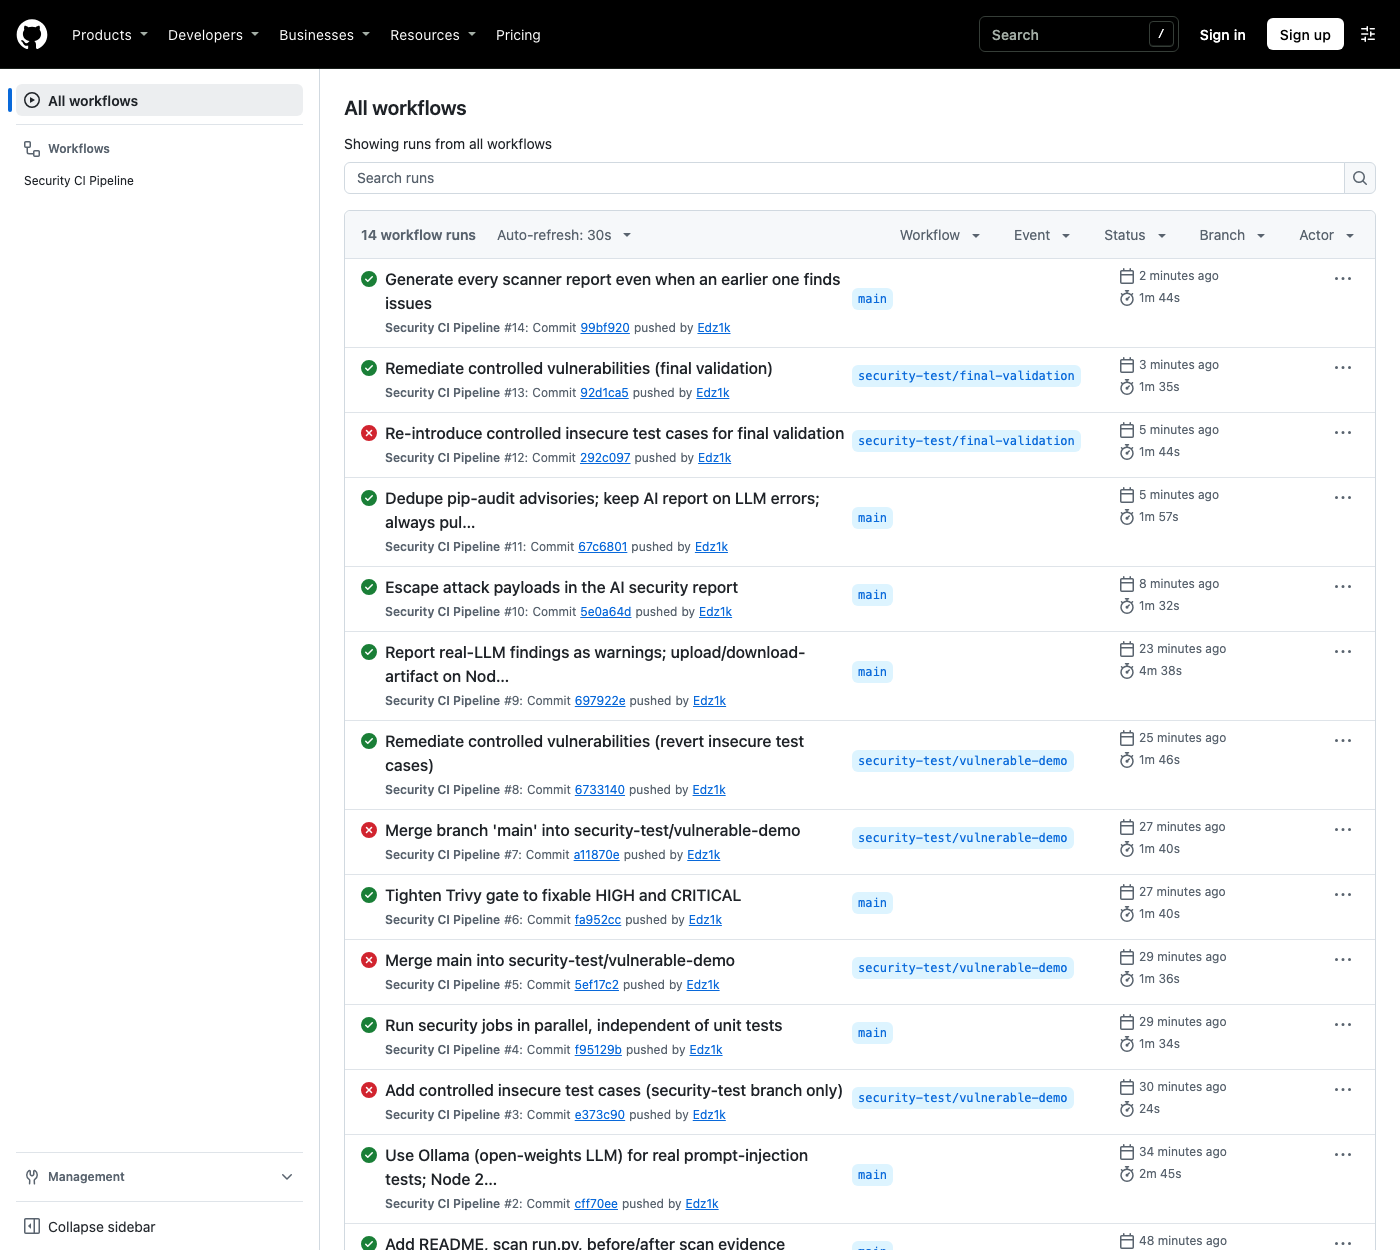 Products
Developers
Businesses
Resources
Pricing
Search
/
Sign in
Sign up
All workflows
Workflows
Security CI Pipeline
Management
Collapse sidebar
All workflows
Showing runs from all workflows
Search runs
14 workflow runs
Auto-refresh: 30s
Workflow
Event
Status
Branch
Actor
Generate every scanner report even when an earlier one finds
issues
Security CI Pipeline #14: Commit 99bf920 pushed by Edz1k
main
2 minutes ago
1m 44s
Remediate controlled vulnerabilities (final validation)
Security CI Pipeline #13: Commit 92d1ca5 pushed by Edz1k
security-test/final-validation
3 minutes ago
1m 35s
Re-introduce controlled insecure test cases for final validation
Security CI Pipeline #12: Commit 292c097 pushed by Edz1k
security-test/final-validation
5 minutes ago
1m 44s
Dedupe pip-audit advisories; keep AI report on LLM errors;
always pul...
Security CI Pipeline #11: Commit 67c6801 pushed by Edz1k
main
5 minutes ago
1m 57s
Escape attack payloads in the AI security report
Security CI Pipeline #10: Commit 5e0a64d pushed by Edz1k
main
8 minutes ago
1m 32s
Report real-LLM findings as warnings; upload/download-
artifact on Nod...
Security CI Pipeline #9: Commit 697922e pushed by Edz1k
main
23 minutes ago
4m 38s
Remediate controlled vulnerabilities (revert insecure test
cases)
Security CI Pipeline #8: Commit 6733140 pushed by Edz1k
security-test/vulnerable-demo
25 minutes ago
1m 46s
Merge branch 'main' into security-test/vulnerable-demo
Security CI Pipeline #7: Commit a11870e pushed by Edz1k
security-test/vulnerable-demo
27 minutes ago
1m 40s
Tighten Trivy gate to fixable HIGH and CRITICAL
Security CI Pipeline #6: Commit fa952cc pushed by Edz1k
main
27 minutes ago
1m 40s
Merge main into security-test/vulnerable-demo
Security CI Pipeline #5: Commit 5ef17c2 pushed by Edz1k
security-test/vulnerable-demo
29 minutes ago
1m 36s
Run security jobs in parallel, independent of unit tests
Security CI Pipeline #4: Commit f95129b pushed by Edz1k
main
29 minutes ago
1m 34s
Add controlled insecure test cases (security-test branch only)
Security CI Pipeline #3: Commit e373c90 pushed by Edz1k
security-test/vulnerable-demo
30 minutes ago
24s
Use Ollama (open-weights LLM) for real prompt-injection
tests; Node 2...
Security CI Pipeline #2: Commit cff70ee pushed by Edz1k
main
34 minutes ago
2m 45s
Add README, scan run.py, before/after scan evidence
main
48 minutes ago